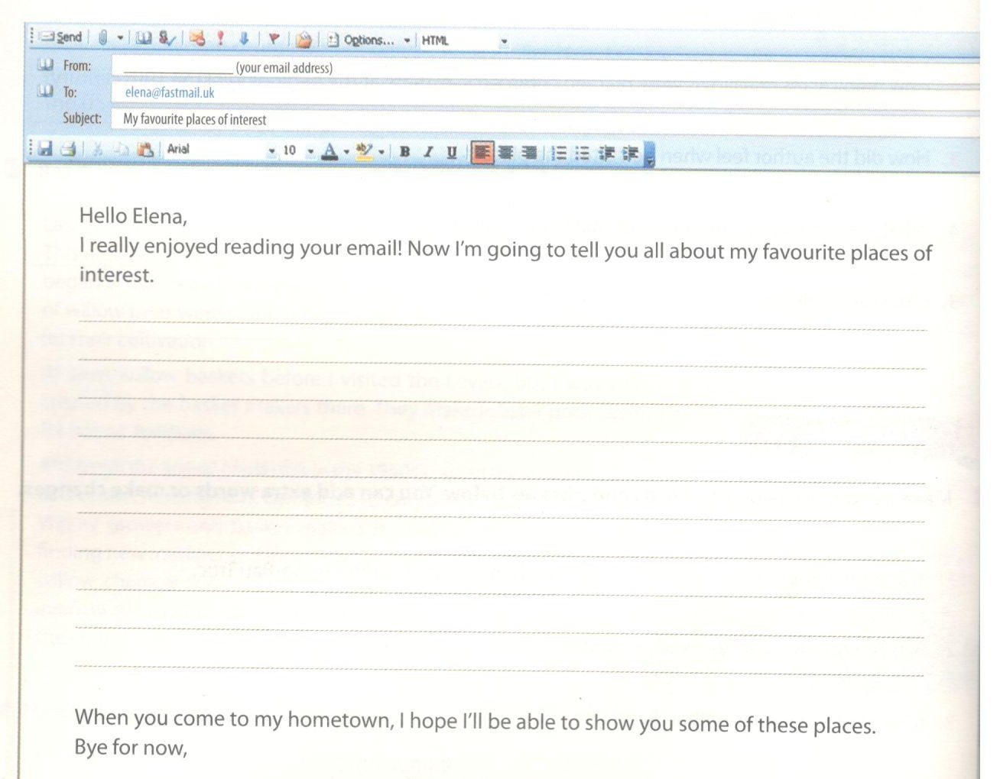 Send Options... HTML
From: (your email address)
To: elena@fastmail.uk
Subject: My favourite places of interest
Arial 10 A ab B I U
Hello Elena,
I really enjoyed reading your email! Now I'm going to tell you all about my favourite places of
interest.
When you come to my hometown, I hope I'll be able to show you some of these places.
Bye for now,